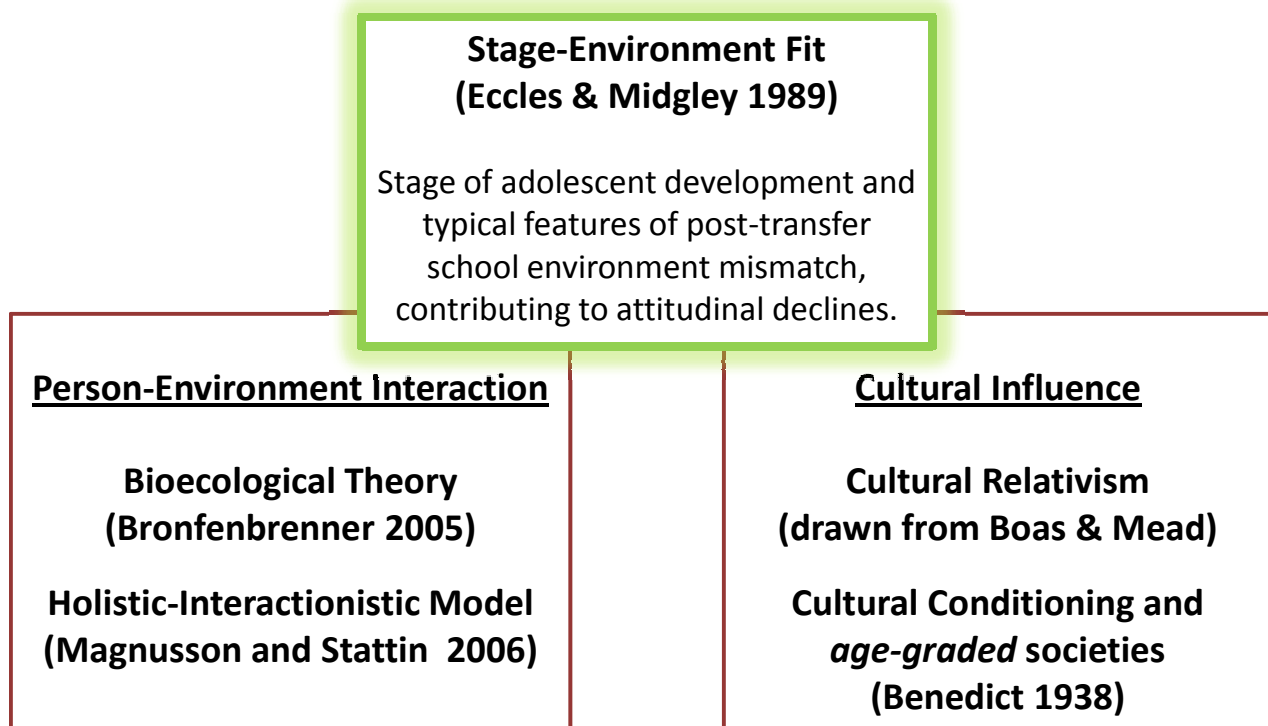 Stage-Environment Fit
(Eccles & Midgley 1989)
Stage of adolescent development and
typical features of post-transfer
school environment mismatch,
contributing to attitudinal declines.
Person-Environment Interaction
Bioecological Theory
(Bronfenbrenner 2005)
Holistic-Interactionistic Model
(Magnusson and Stattin  2006)
Cultural Influence
Cultural Relativism
(drawn from Boas & Mead)
Cultural Conditioning and
age-graded societies
(Benedict 1938)